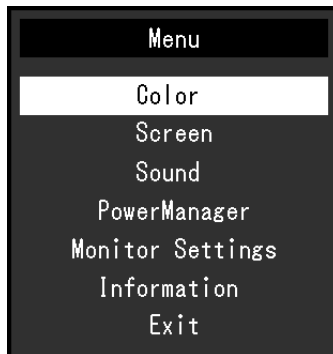 Menu
Color
Screen
Sound
PowerManager
Monitor Settings
Information
Exit